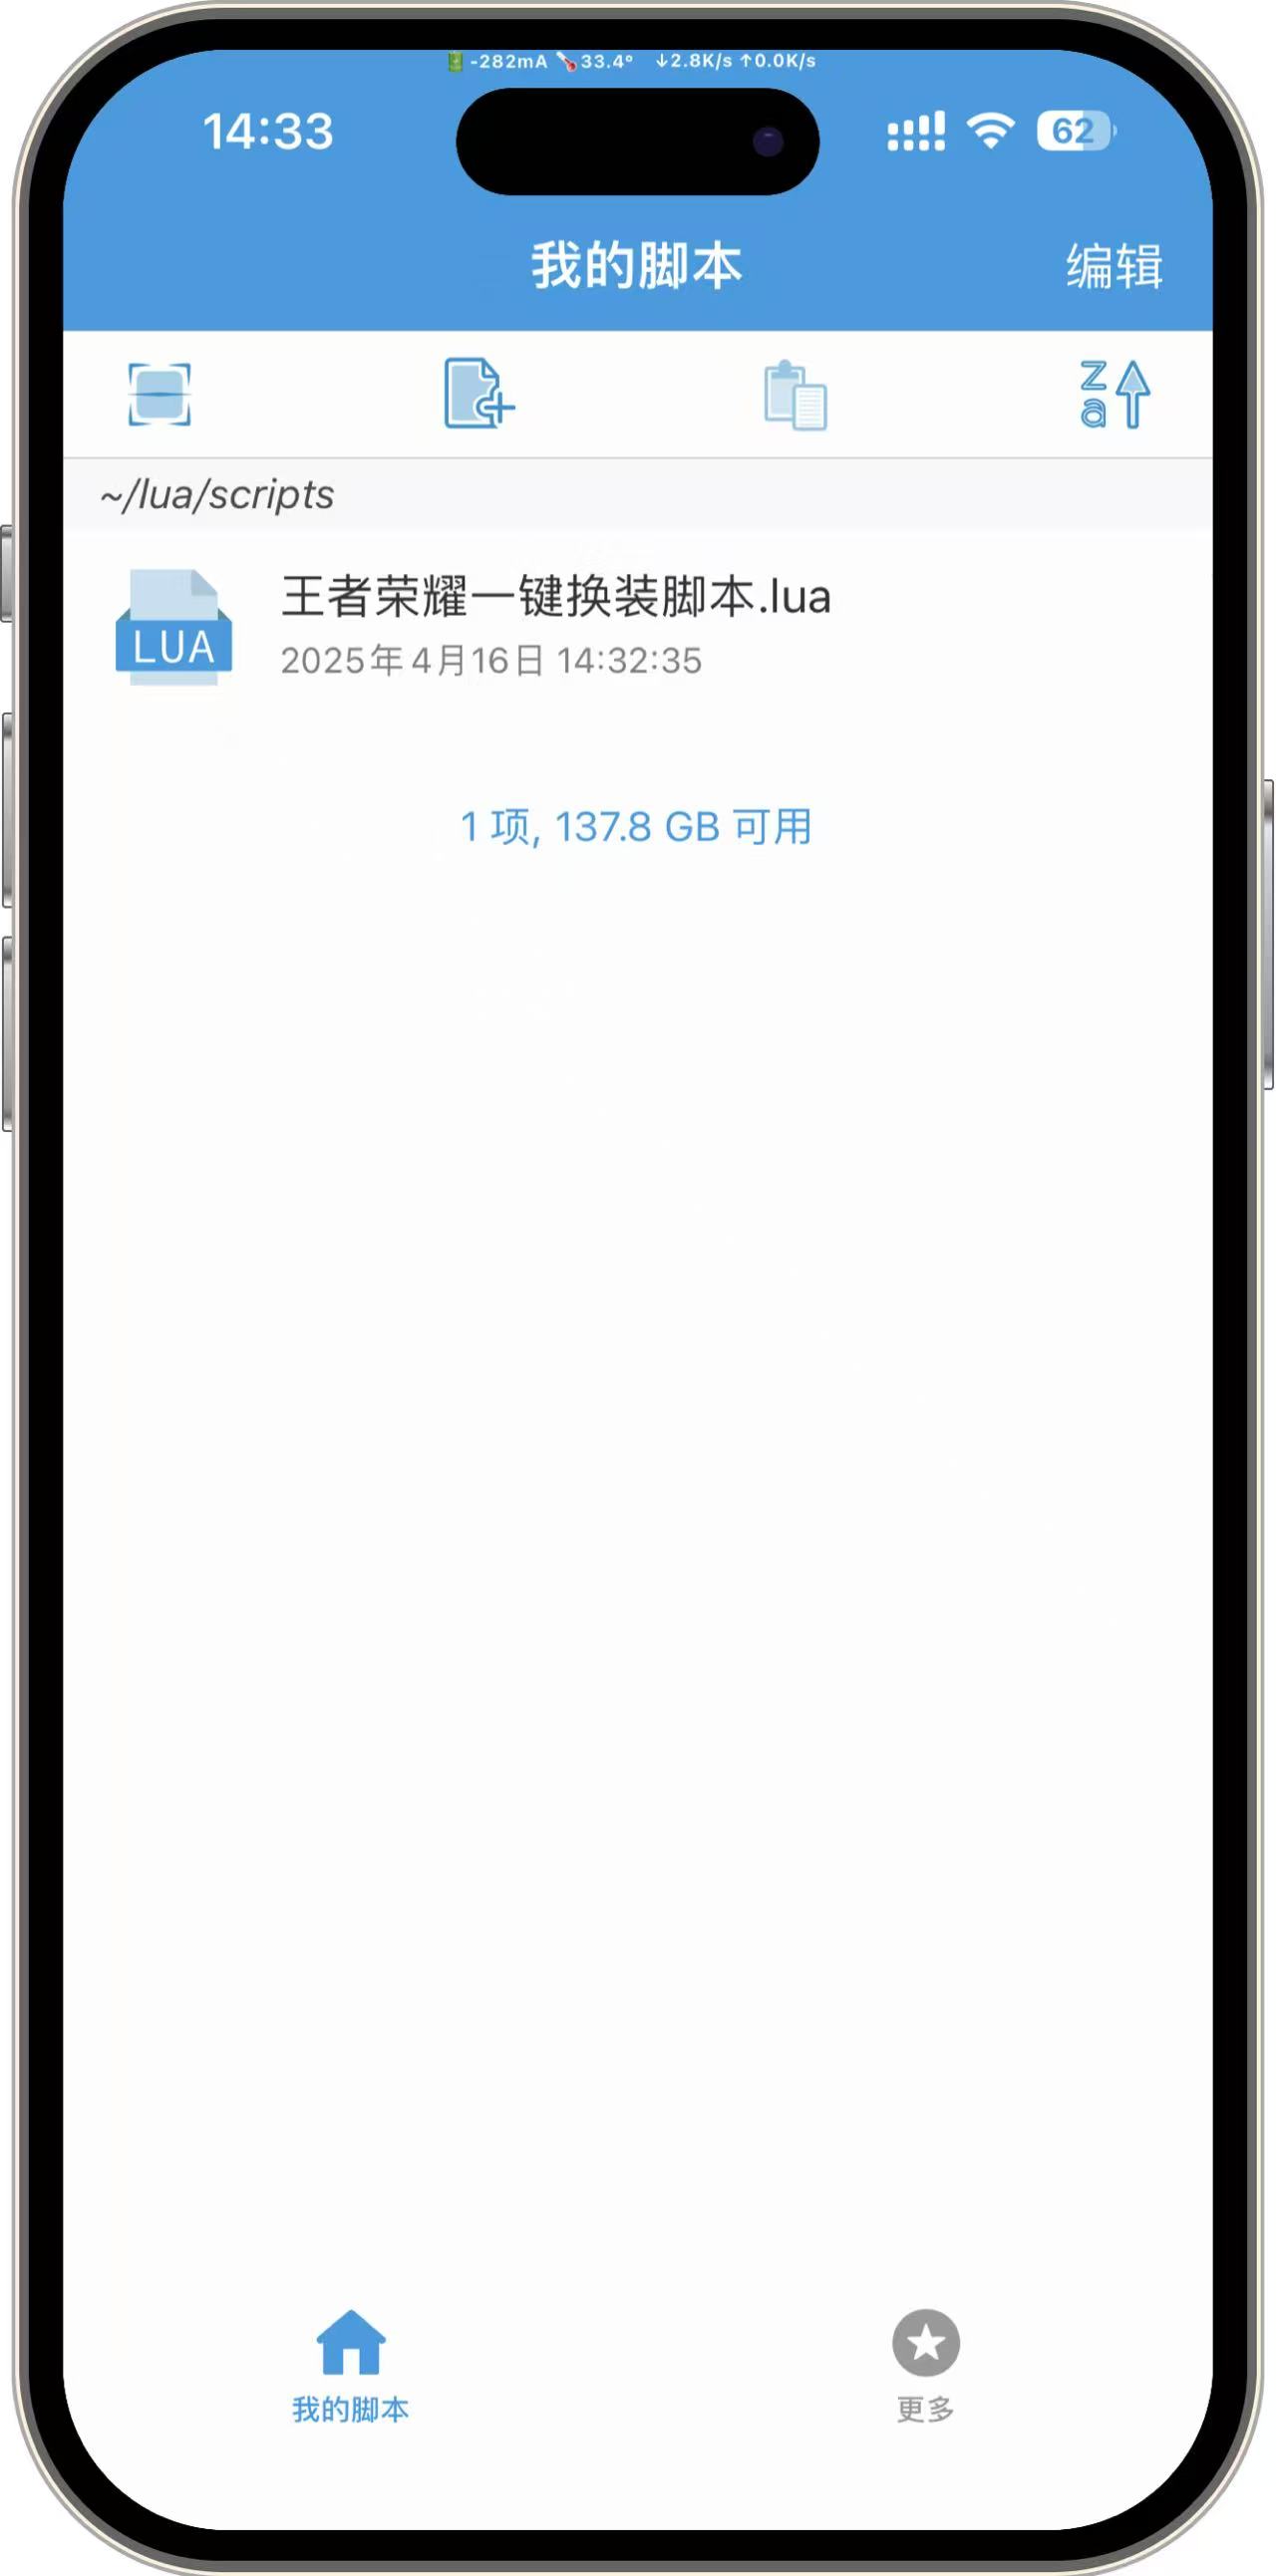 -282mA 33.4° ↓2.8K/s ↑0.0K/s
14:33 62
我的脚本 编辑
Z
a
~/lua/scripts
王者荣耀一键换装脚本.lua
LUA
2025年4月16日 14:32:35
1 项, 137.8 GB 可用
我的脚本 更多